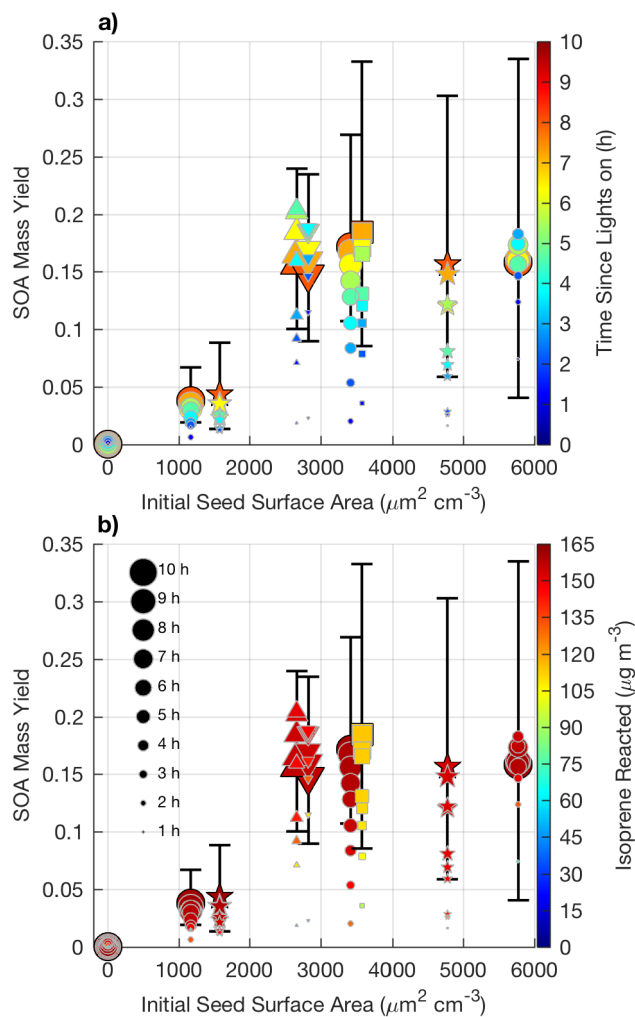 a)
0.35
0.3
0.25
0.2
0.15
0.1
0.05
0
SOA Mass Yield
0 1000 2000 3000 4000 5000 6000
Initial Seed Surface Area (μm² cm⁻³)
10
9
8
7
6
5
4
3
2
1
0
Time Since Lights on (h)
b)
0.35
0.3
0.25
0.2
0.15
0.1
0.05
0
SOA Mass Yield
10 h
9 h
8 h
7 h
6 h
5 h
4 h
3 h
2 h
1 h
0 1000 2000 3000 4000 5000 6000
Initial Seed Surface Area (μm² cm⁻³)
165
150
135
120
105
90
75
60
45
30
15
0
Isoprene Reacted (μg m⁻³)